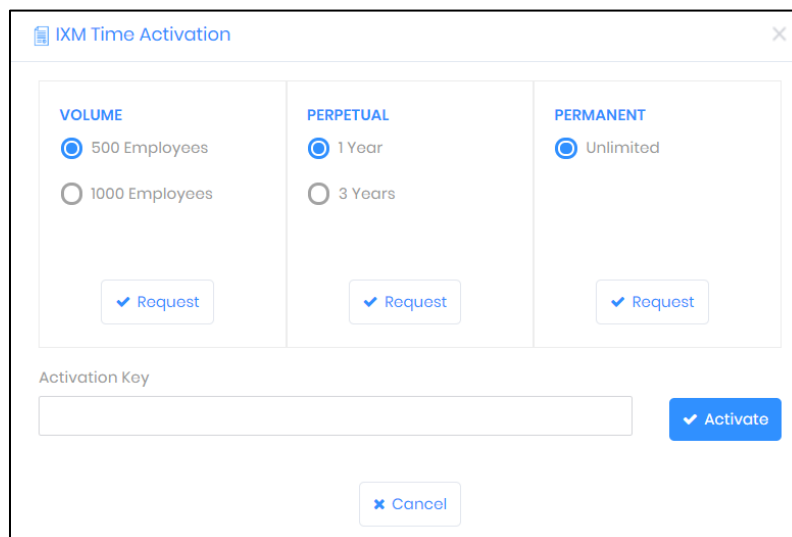 IXM Time Activation
VOLUME
500 Employees
1000 Employees
Request
PERPETUAL
1 Year
3 Years
Request
PERMANENT
Unlimited
Request
Activation Key
Activate
Cancel